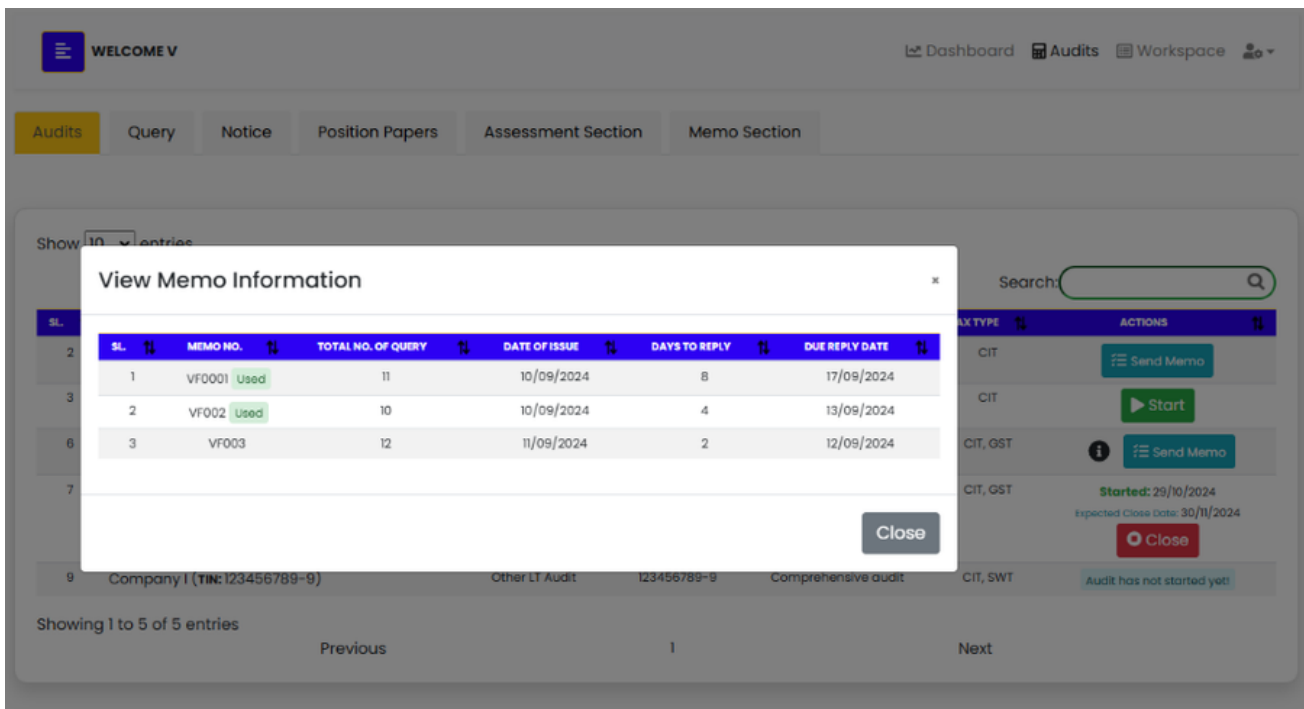 WELCOME V
Dashboard Audits Workspace
Audits Query Notice Position Papers Assessment Section Memo Section
Show 10 entries
View Memo Information ×
Search:
SL. AX TYPE ACTIONS
SL. MEMO NO. TOTAL NO. OF QUERY DATE OF ISSUE DAYS TO REPLY DUE REPLY DATE
1 VF0001 Used 11 10/09/2024 8 17/09/2024
2 VF002 Used 10 10/09/2024 4 13/09/2024
3 VF003 12 11/09/2024 2 12/09/2024
2 CIT Send Memo
3 CIT Start
6 CIT, GST Send Memo
7 CIT, GST Started: 29/10/2024
Expected Close Date: 30/11/2024
Close
Close
9 Company I (TIN: 123456789-9) Other LT Audit 123456789-9 Comprehensive audit CIT, SWT Audit has not started yet!
Showing 1 to 5 of 5 entries
Previous 1 Next